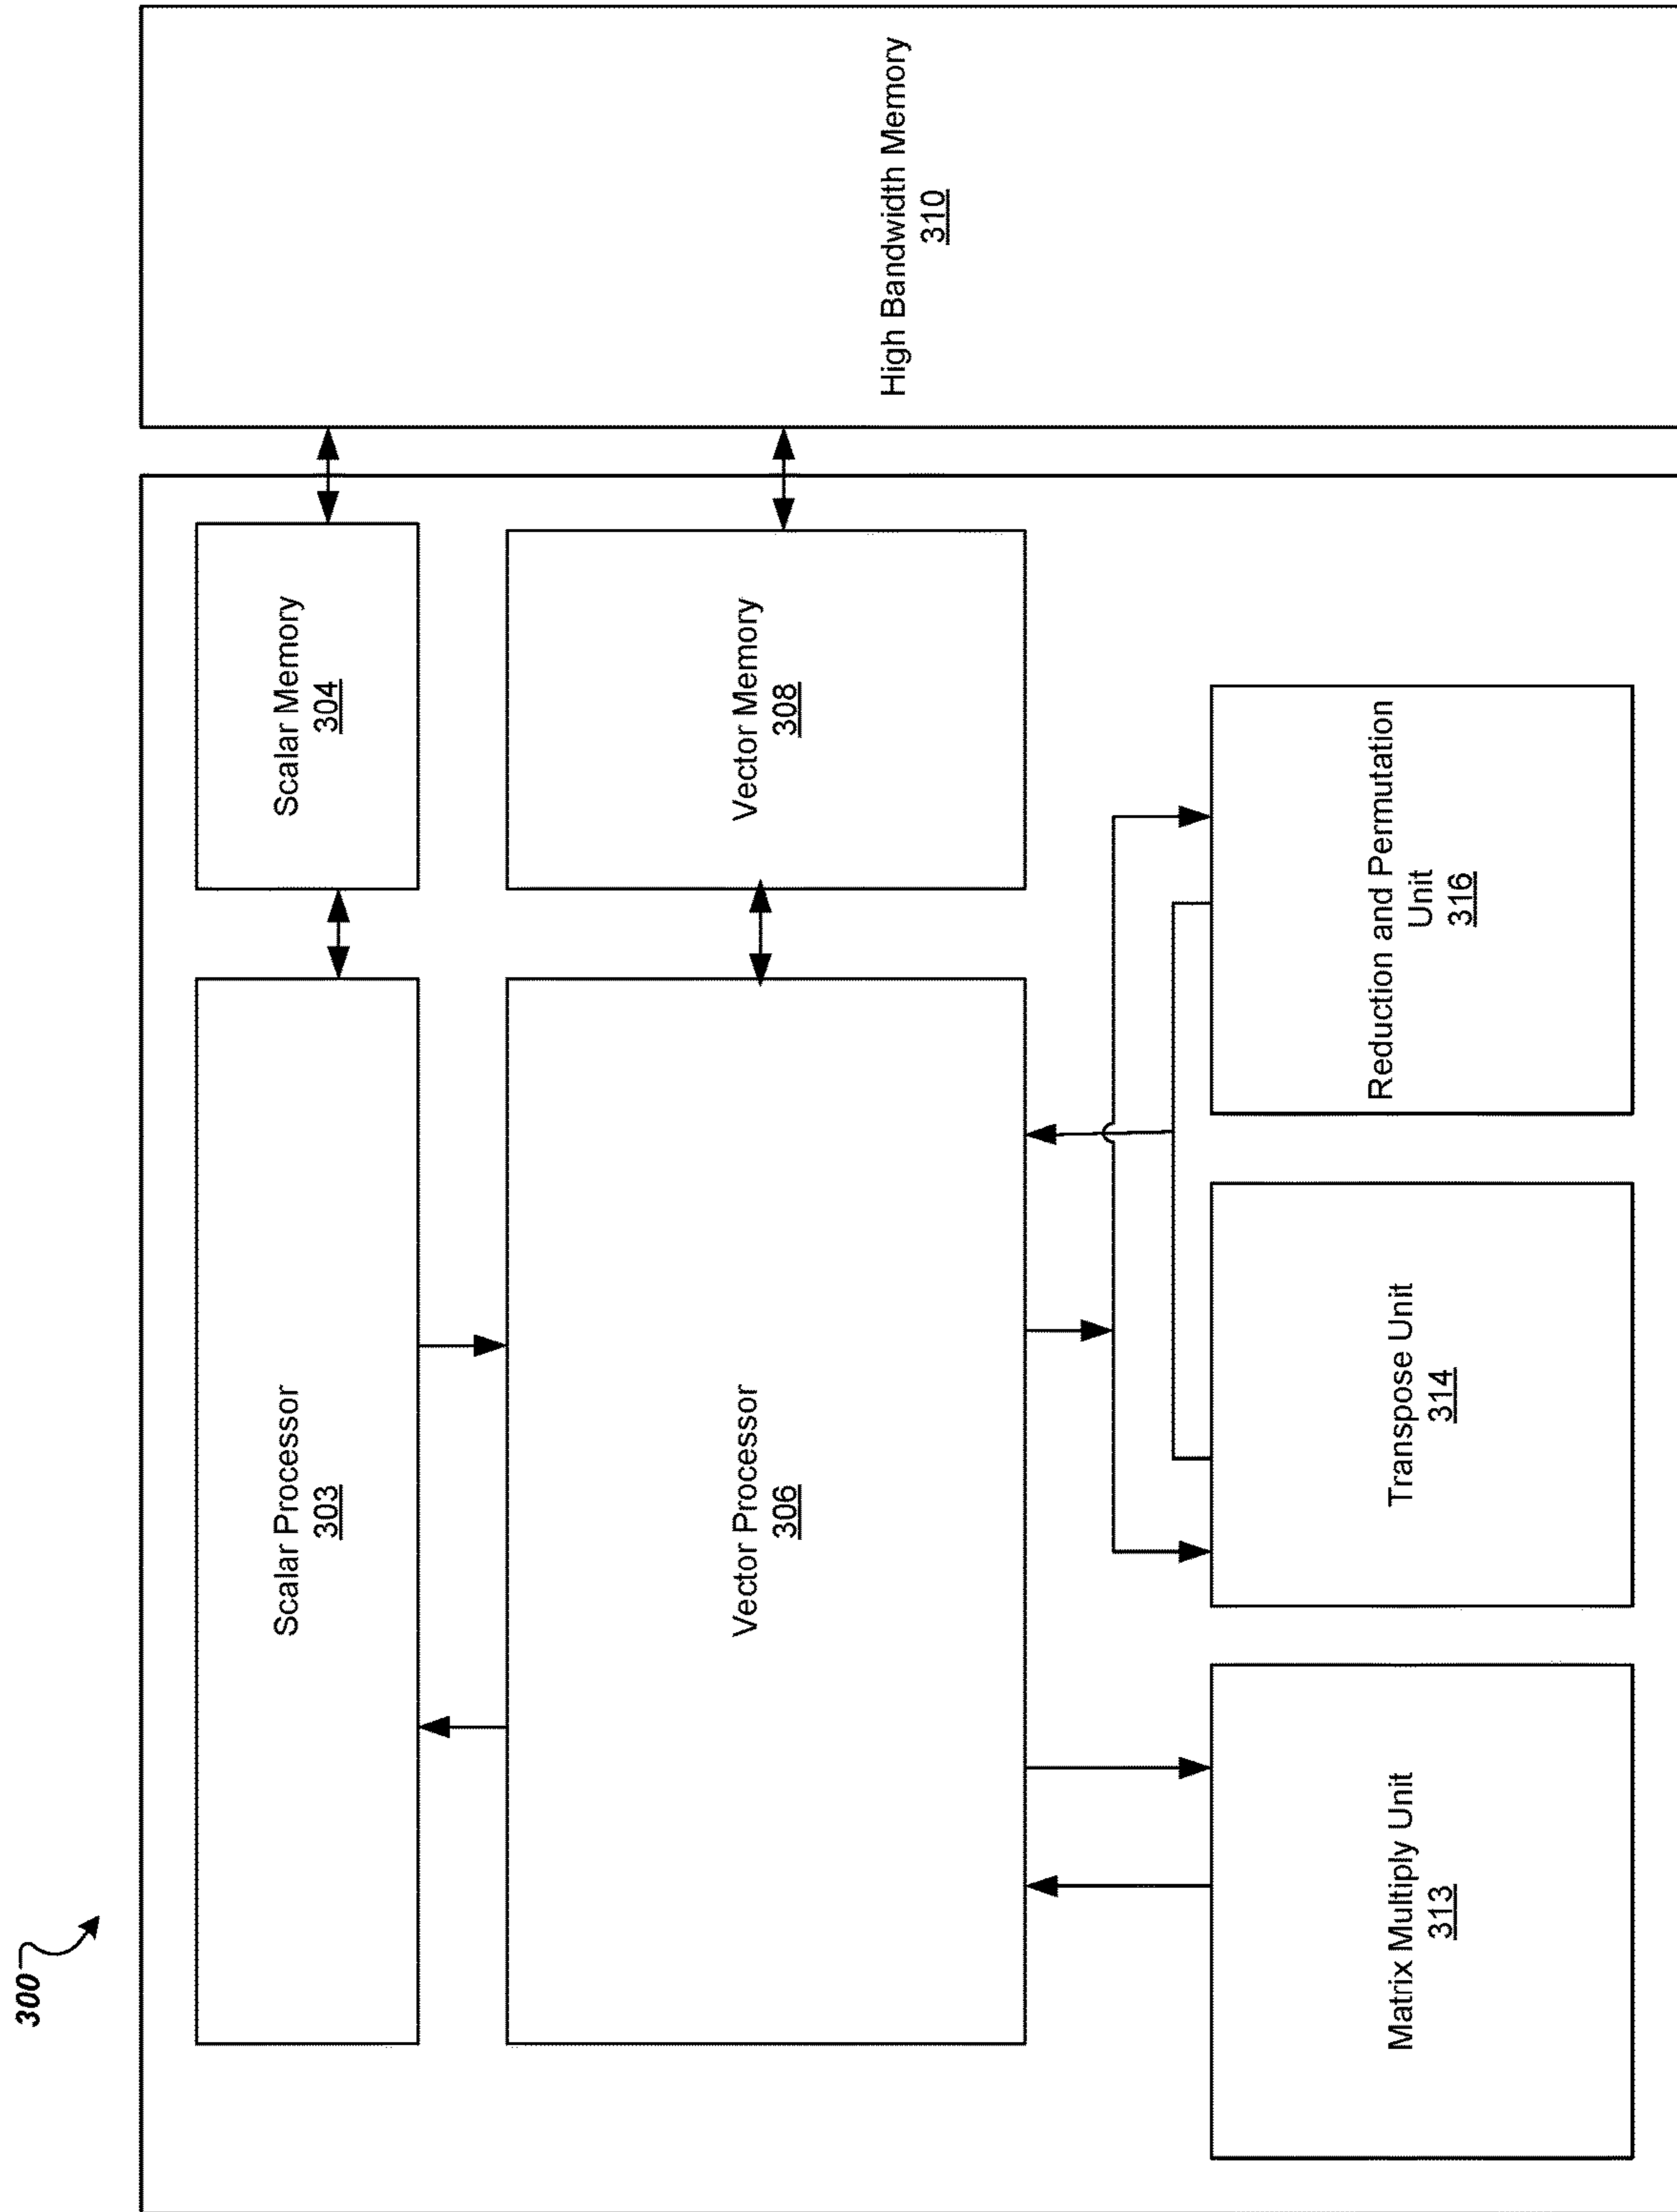 300
Scalar Processor
303
Scalar Memory
304
Vector Processor
306
Vector Memory
308
High Bandwidth Memory
310
Matrix Multiply Unit
313
Transpose Unit
314
Reduction and Permutation
Unit
316